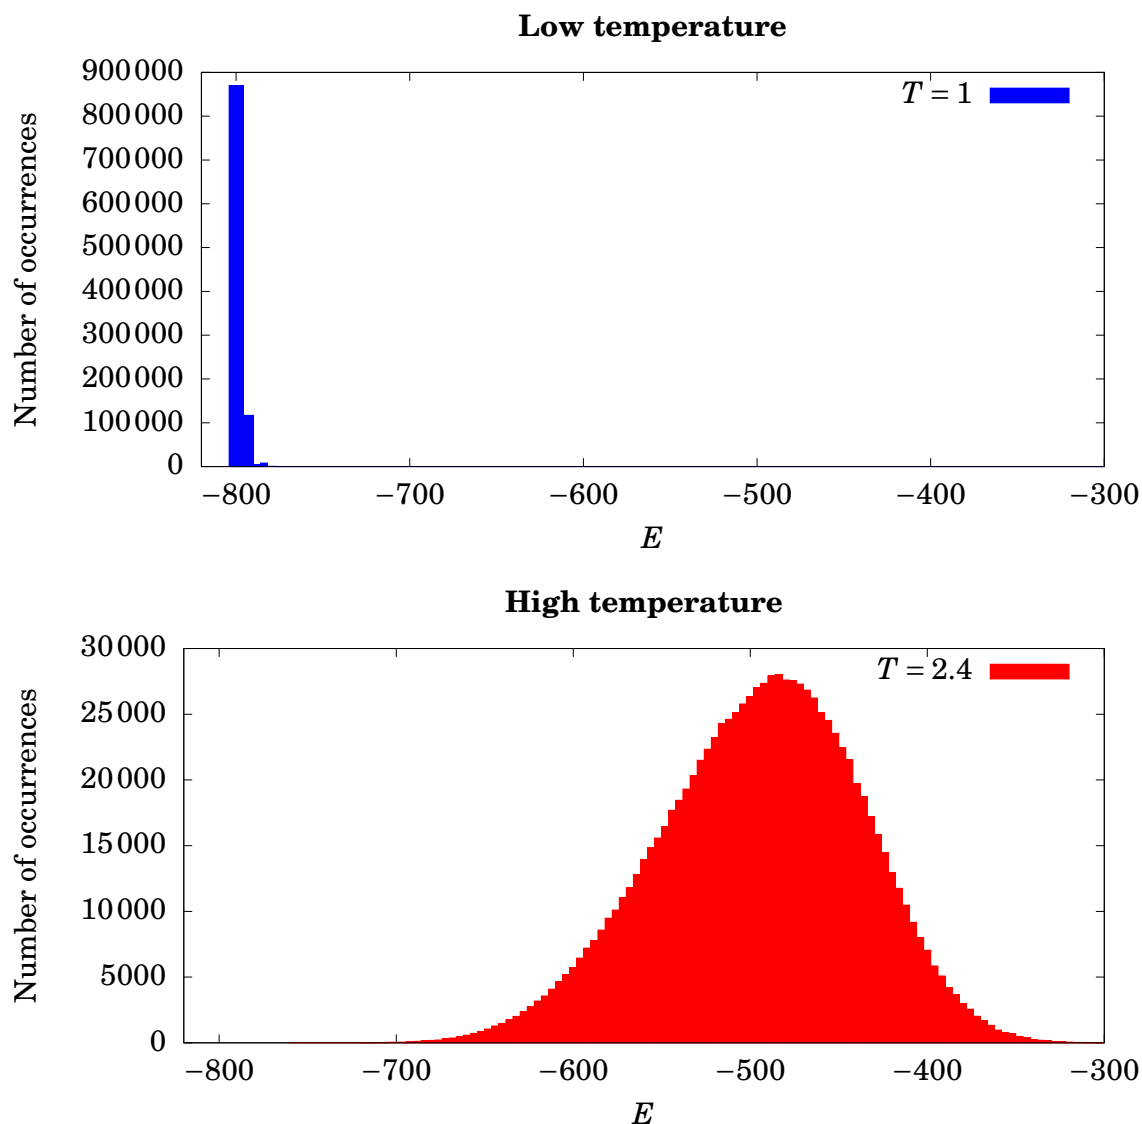 Low temperature
Number of occurrences
900 000
800 000
700 000
600 000
500 000
400 000
300 000
200 000
100 000
0
T = 1
−800 −700 −600 −500 −400 −300
E
High temperature
Number of occurrences
30 000
25 000
20 000
15 000
10 000
5000
0
T = 2.4
−800 −700 −600 −500 −400 −300
E